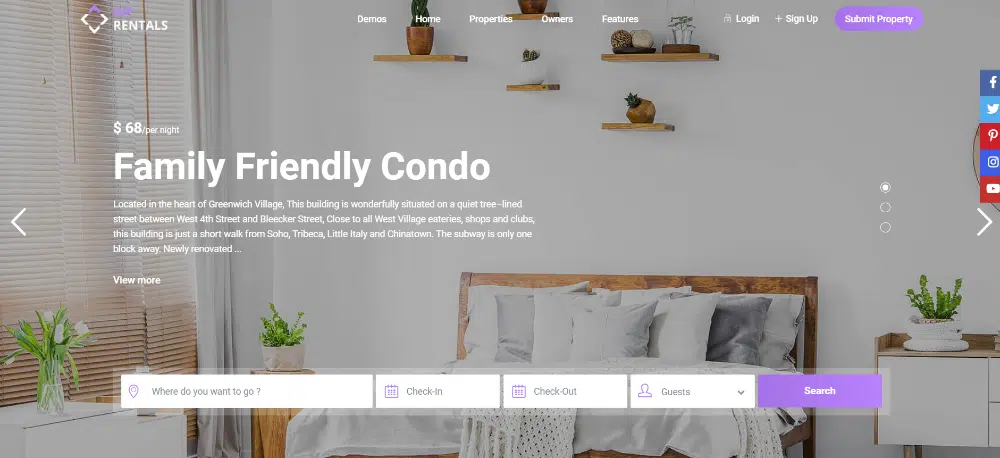 WP
RENTALS
Demos Home Properties Owners Features Login Sign Up Submit Property
$ 68/per night
Family Friendly Condo
Located in the heart of Greenwich Village, This building is wonderfully situated on a quiet tree -lined
street between West 4th Street and Bleecker Street, Close to all West Village eateries, shops and clubs,
this building is just a short walk from Soho, Tribeca, Little Italy and Chinatown. The subway is only one
block away. Newly renovated ...
View more
Where do you want to go ? Check-In Check-Out Guests Search